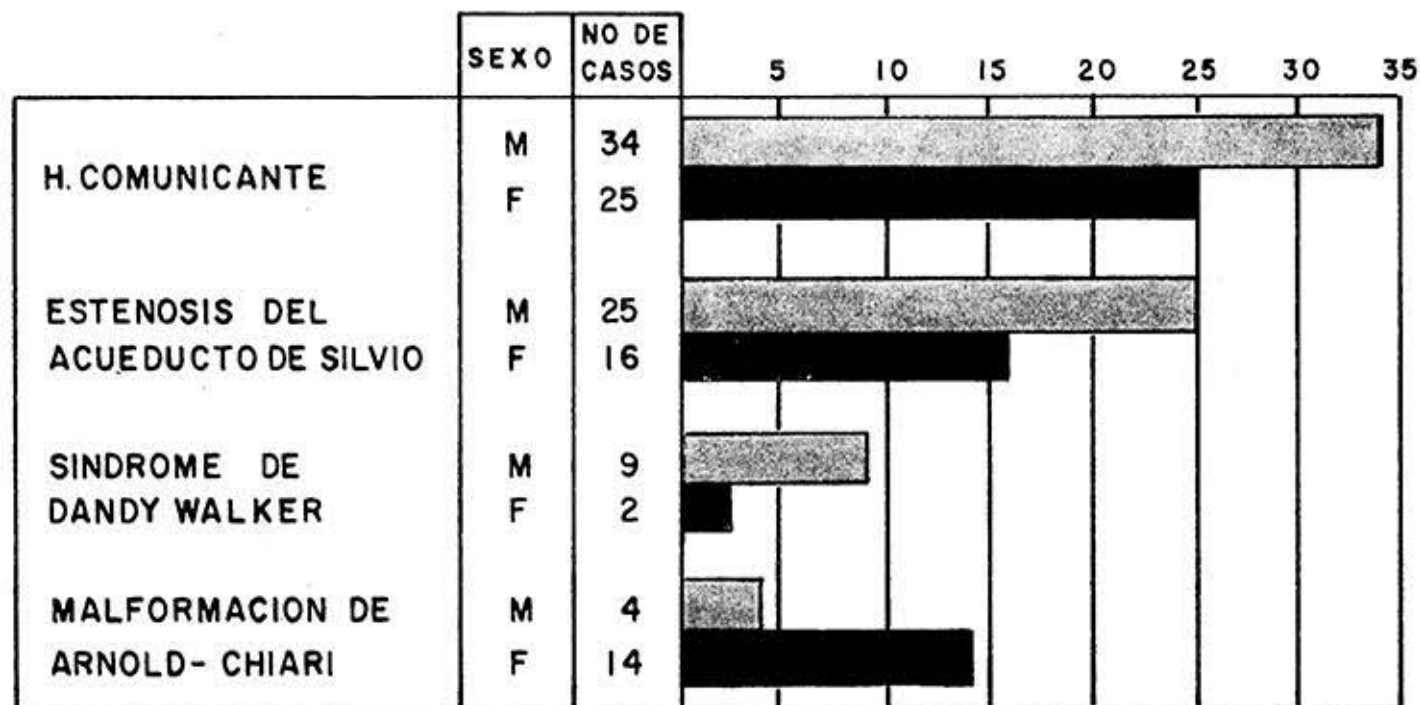 SEXO NO DE CASOS 5 10 15 20 25 30 35
H. COMUNICANTE
M 34
F 25
ESTENOSIS DEL M 25
ACUEDUCTO DE SILVIO F 16
SINDROME DE M 9
DANDY WALKER F 2
MALFORMACION DE M 4
ARNOLD- CHIARI F 14